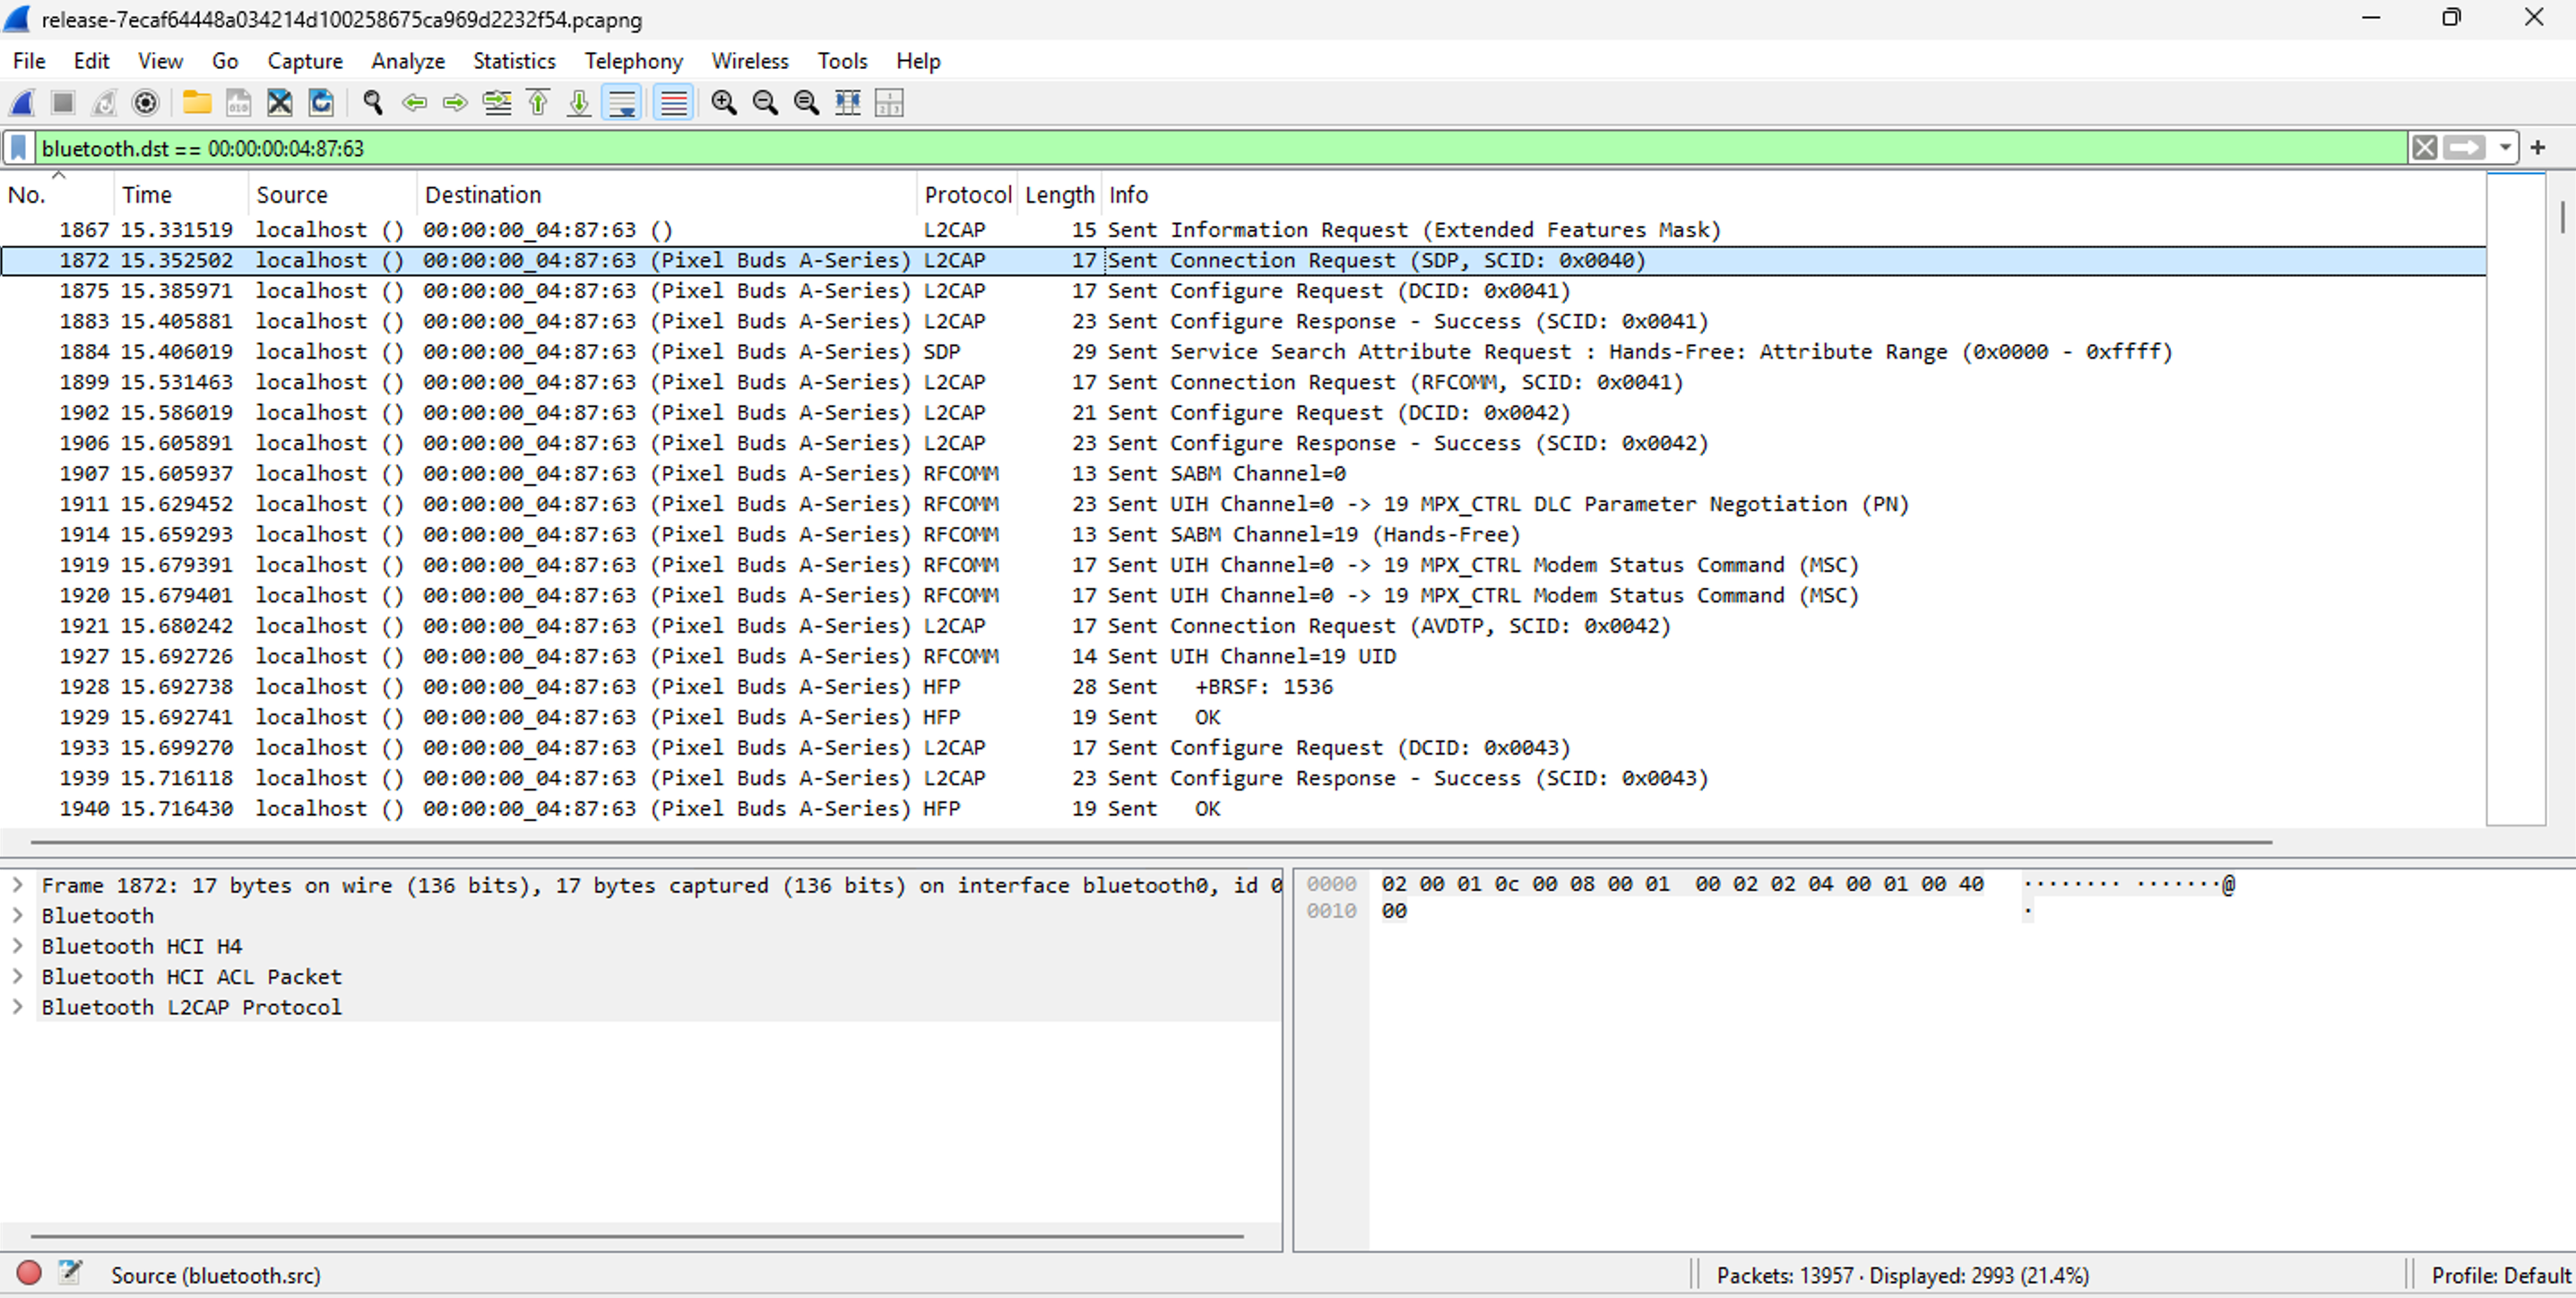 release-7ecaf64448a034214d100258675ca969d2232f54.pcapng
File Edit View Go Capture Analyze Statistics Telephony Wireless Tools Help
bluetooth.dst == 00:00:00:04:87:63
No. Time Source Destination Protocol Length Info
1867 15.331519 localhost () 00:00:00_04:87:63 () L2CAP 15 Sent Information Request (Extended Features Mask)
1872 15.352502 localhost () 00:00:00_04:87:63 (Pixel Buds A-Series) L2CAP 17 Sent Connection Request (SDP, SCID: 0x0040)
1875 15.385971 localhost () 00:00:00_04:87:63 (Pixel Buds A-Series) L2CAP 17 Sent Configure Request (DCID: 0x0041)
1883 15.405881 localhost () 00:00:00_04:87:63 (Pixel Buds A-Series) L2CAP 23 Sent Configure Response - Success (SCID: 0x0041)
1884 15.406019 localhost () 00:00:00_04:87:63 (Pixel Buds A-Series) SDP 29 Sent Service Search Attribute Request : Hands-Free: Attribute Range (0x0000 - 0xffff)
1899 15.531463 localhost () 00:00:00_04:87:63 (Pixel Buds A-Series) L2CAP 17 Sent Connection Request (RFCOMM, SCID: 0x0041)
1902 15.586019 localhost () 00:00:00_04:87:63 (Pixel Buds A-Series) L2CAP 21 Sent Configure Request (DCID: 0x0042)
1906 15.605891 localhost () 00:00:00_04:87:63 (Pixel Buds A-Series) L2CAP 23 Sent Configure Response - Success (SCID: 0x0042)
1907 15.605937 localhost () 00:00:00_04:87:63 (Pixel Buds A-Series) RFCOMM 13 Sent SABM Channel=0
1911 15.629452 localhost () 00:00:00_04:87:63 (Pixel Buds A-Series) RFCOMM 23 Sent UIH Channel=0 -> 19 MPX_CTRL DLC Parameter Negotiation (PN)
1914 15.659293 localhost () 00:00:00_04:87:63 (Pixel Buds A-Series) RFCOMM 13 Sent SABM Channel=19 (Hands-Free)
1919 15.679391 localhost () 00:00:00_04:87:63 (Pixel Buds A-Series) RFCOMM 17 Sent UIH Channel=0 -> 19 MPX_CTRL Modem Status Command (MSC)
1920 15.679401 localhost () 00:00:00_04:87:63 (Pixel Buds A-Series) RFCOMM 17 Sent UIH Channel=0 -> 19 MPX_CTRL Modem Status Command (MSC)
1921 15.680242 localhost () 00:00:00_04:87:63 (Pixel Buds A-Series) L2CAP 17 Sent Connection Request (AVDTP, SCID: 0x0042)
1927 15.692726 localhost () 00:00:00_04:87:63 (Pixel Buds A-Series) RFCOMM 14 Sent UIH Channel=19 UID
1928 15.692738 localhost () 00:00:00_04:87:63 (Pixel Buds A-Series) HFP 28 Sent +BRSF: 1536
1929 15.692741 localhost () 00:00:00_04:87:63 (Pixel Buds A-Series) HFP 19 Sent OK
1933 15.699270 localhost () 00:00:00_04:87:63 (Pixel Buds A-Series) L2CAP 17 Sent Configure Request (DCID: 0x0043)
1939 15.716118 localhost () 00:00:00_04:87:63 (Pixel Buds A-Series) L2CAP 23 Sent Configure Response - Success (SCID: 0x0043)
1940 15.716430 localhost () 00:00:00_04:87:63 (Pixel Buds A-Series) HFP 19 Sent OK
Frame 1872: 17 bytes on wire (136 bits), 17 bytes captured (136 bits) on interface bluetooth0, id 0
Bluetooth
Bluetooth HCI H4
Bluetooth HCI ACL Packet
Bluetooth L2CAP Protocol
0000 02 00 01 0c 00 08 00 01 00 02 02 04 00 01 00 40 ········ ·······@
0010 00 ·
Source (bluetooth.src)
Packets: 13957 · Displayed: 2993 (21.4%)
Profile: Default